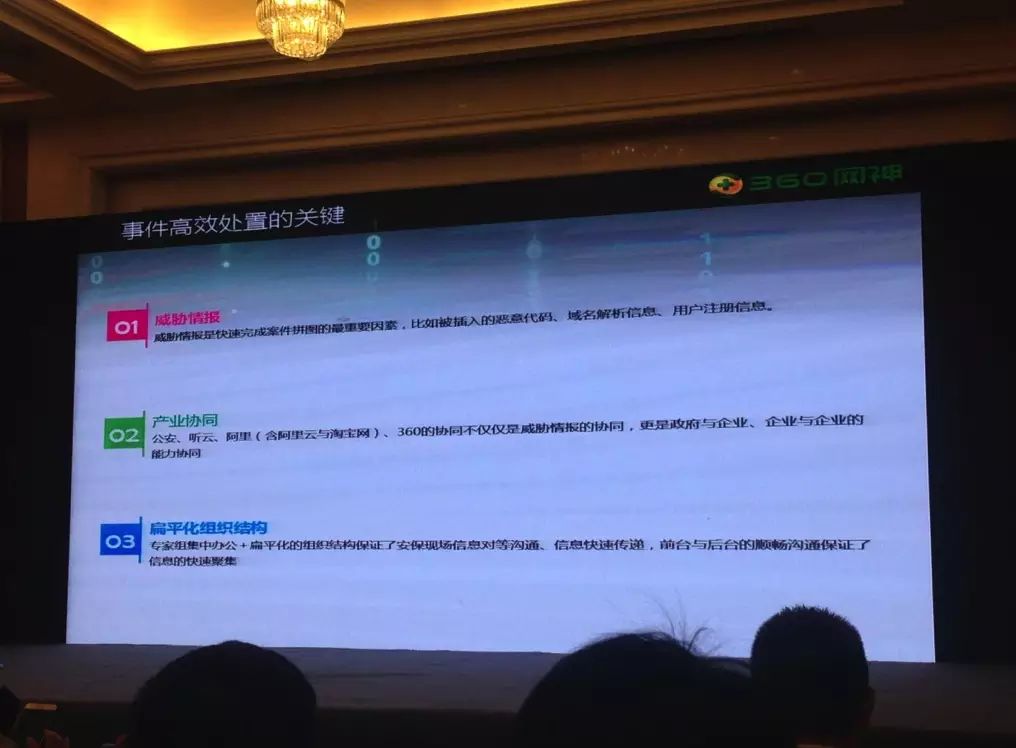 360网神
事件高效处置的关键
0
0
0
0
0
1
1
0
01
威胁情报
威胁情报是快速完成案件拼图的最重要因素，比如被插入的恶意代码、域名解析信息、用户注册信息。
02
产业协同
公安、听云、阿里（含阿里云与淘宝网）、360的协同不仅仅是威胁情报的协同，更是政府与企业、企业与企业的
能力协同
03
扁平化组织结构
专家组集中办公+扁平化的组织结构保证了安保现场信息对等沟通、信息快速传递，前台与后台的顺畅沟通保证了
信息的快速聚集